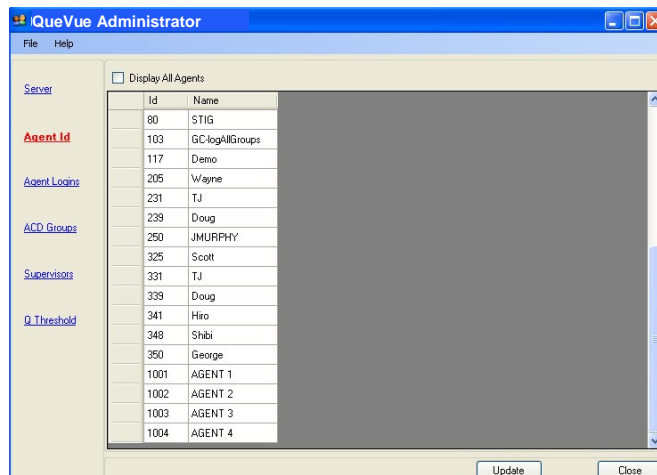 QueVue Administrator
File Help
Display All Agents
Server
Agent Id
Agent Logins
ACD Groups
Supervisors
Q Threshold
Id Name
80 STIG
103 GC-logAllGroups
117 Demo
205 Wayne
231 TJ
239 Doug
250 JMURPHY
325 Scott
331 TJ
339 Doug
341 Hiro
348 Shibi
350 George
1001 AGENT 1
1002 AGENT 2
1003 AGENT 3
1004 AGENT 4
Update Close